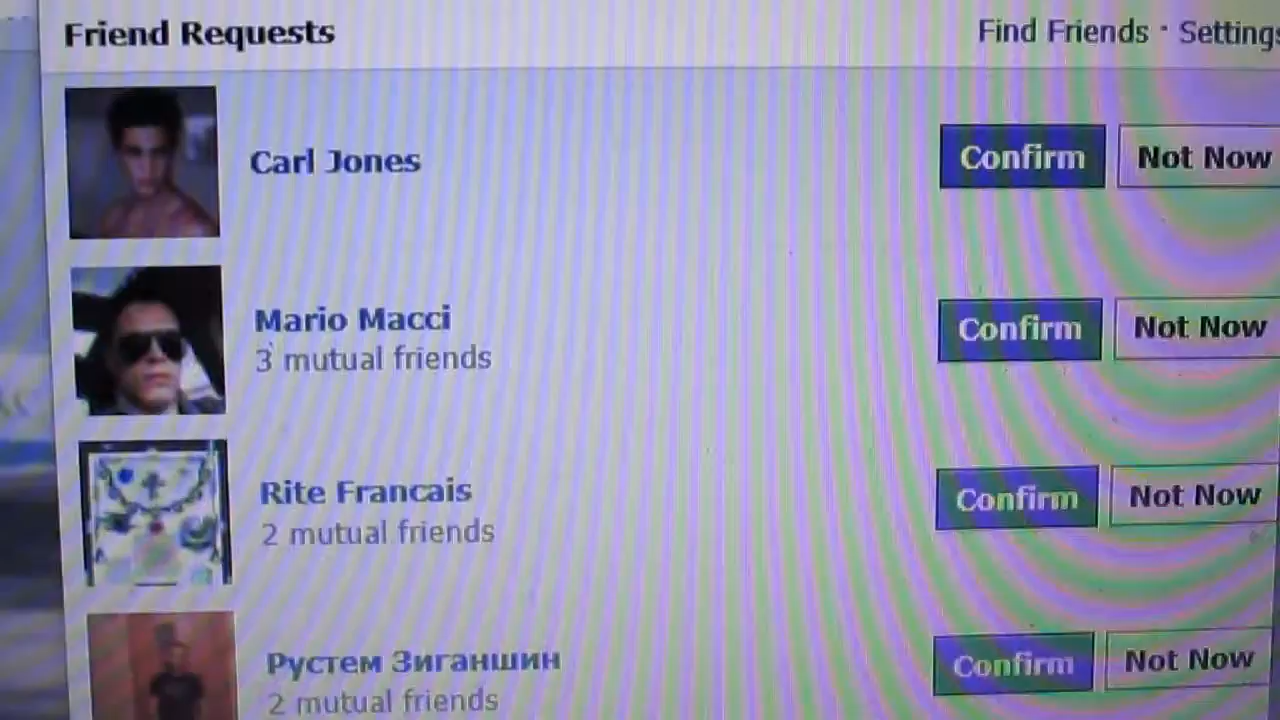 Friend Requests
Find Friends · Settings
Carl Jones
Confirm
Not Now
Mario Macci
3 mutual friends
Confirm
Not Now
Rite Francais
2 mutual friends
Confirm
Not Now
Рустем Зиганшин
2 mutual friends
Confirm
Not Now